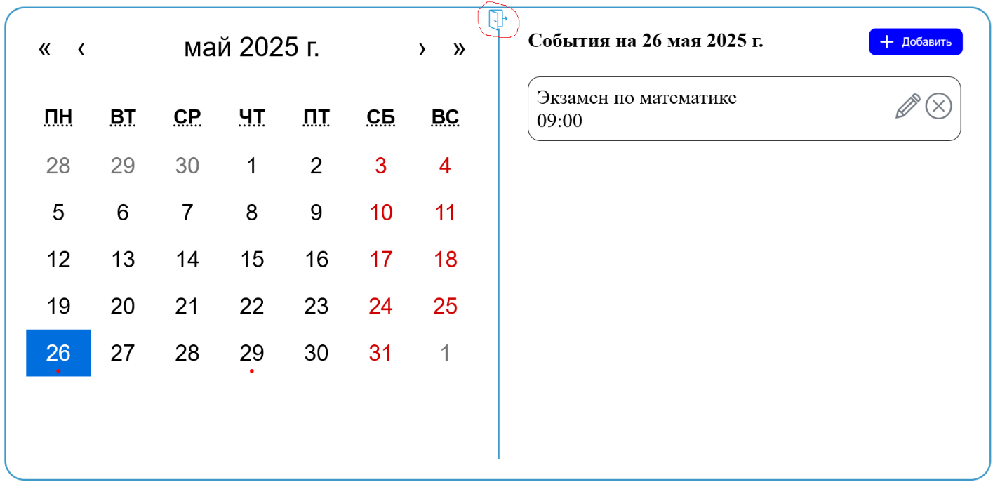 « ‹ май 2025 г. › »
ПН ВТ СР ЧТ ПТ СБ ВС
28 29 30 1 2 3 4
5 6 7 8 9 10 11
12 13 14 15 16 17 18
19 20 21 22 23 24 25
26 27 28 29 30 31 1
События на 26 мая 2025 г.
+ Добавить
Экзамен по математике
09:00